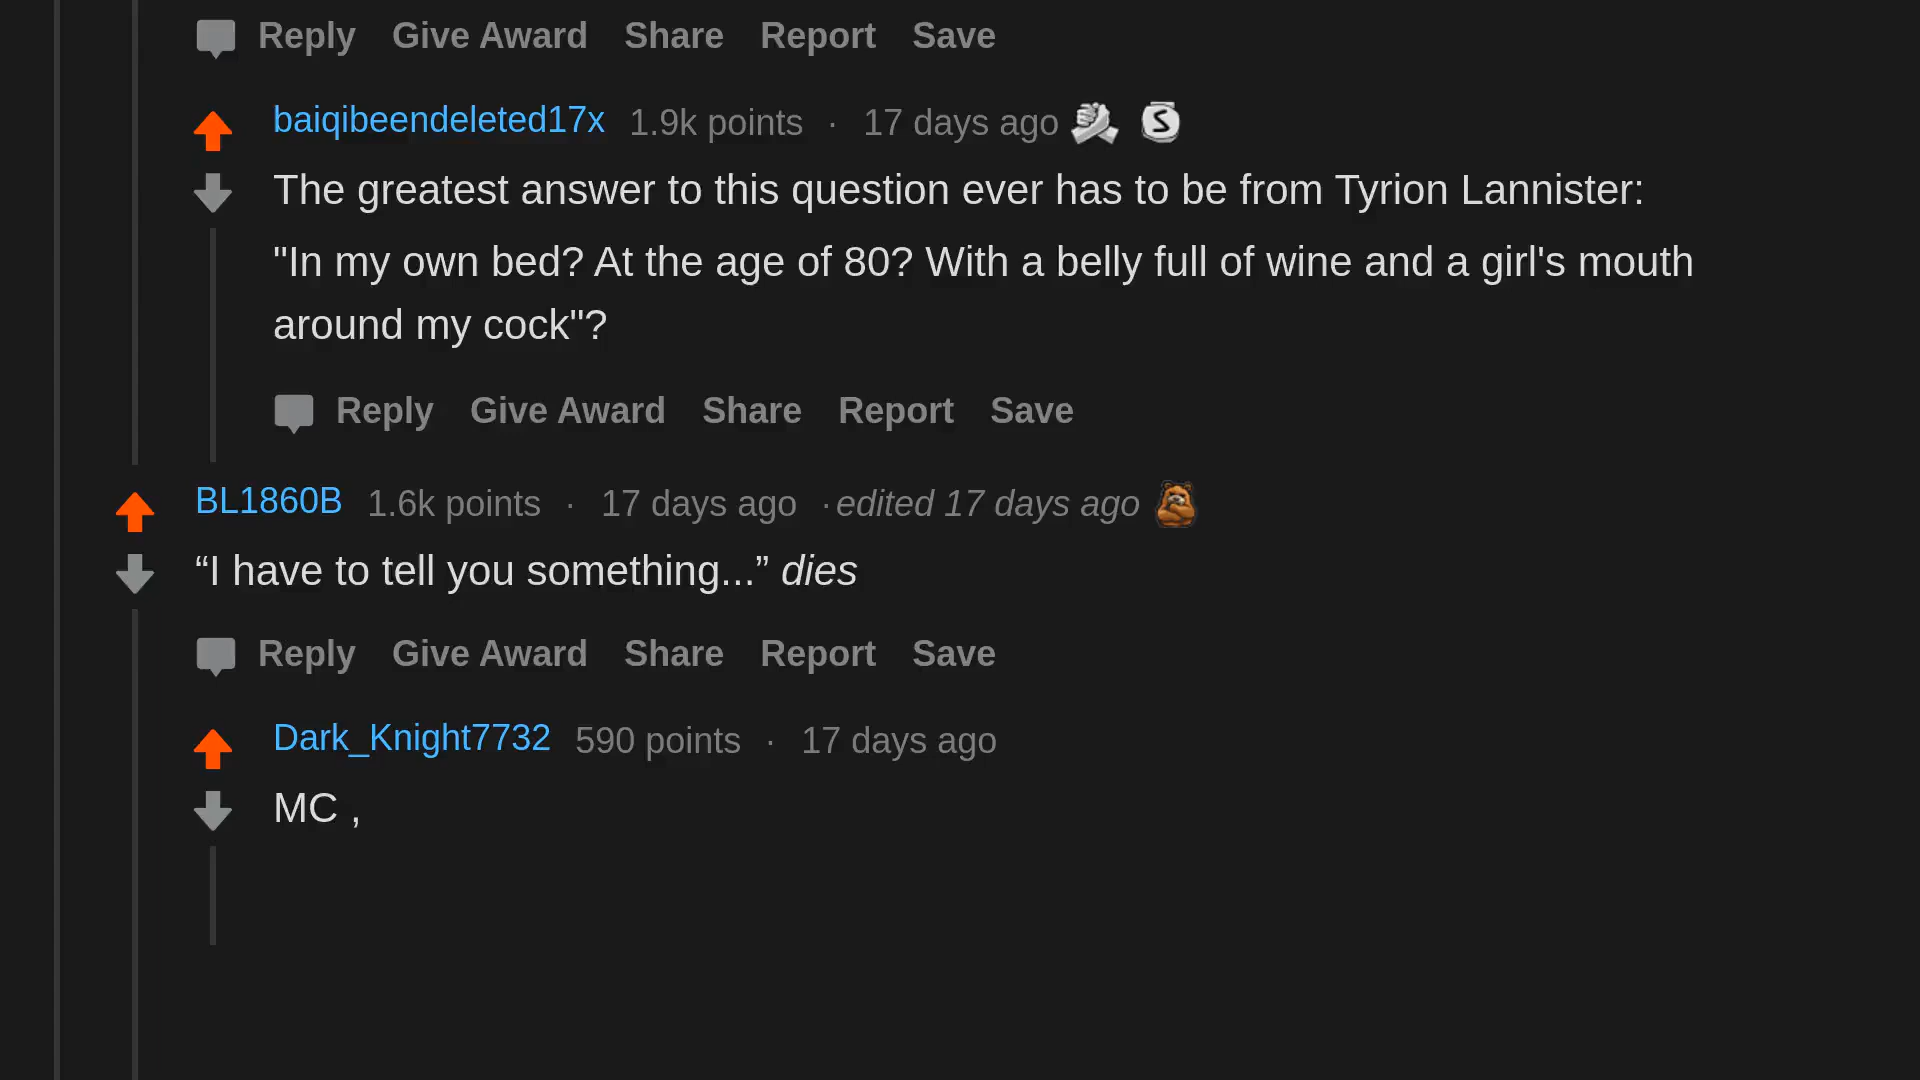 Reply Give Award Share Report Save
baiqibeendeleted17x 1.9k points · 17 days ago
The greatest answer to this question ever has to be from Tyrion Lannister:
"In my own bed? At the age of 80? With a belly full of wine and a girl's mouth
around my cock"?
Reply Give Award Share Report Save
BL1860B 1.6k points · 17 days ago · edited 17 days ago
“I have to tell you something...” dies
Reply Give Award Share Report Save
Dark_Knight7732 590 points · 17 days ago
MC ,